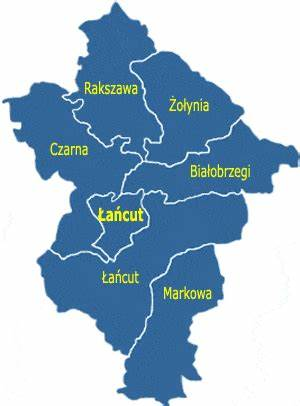 Rakszawa
Żołynia
Czarna
Białobrzegi
Łańcut
Łańcut
Markowa